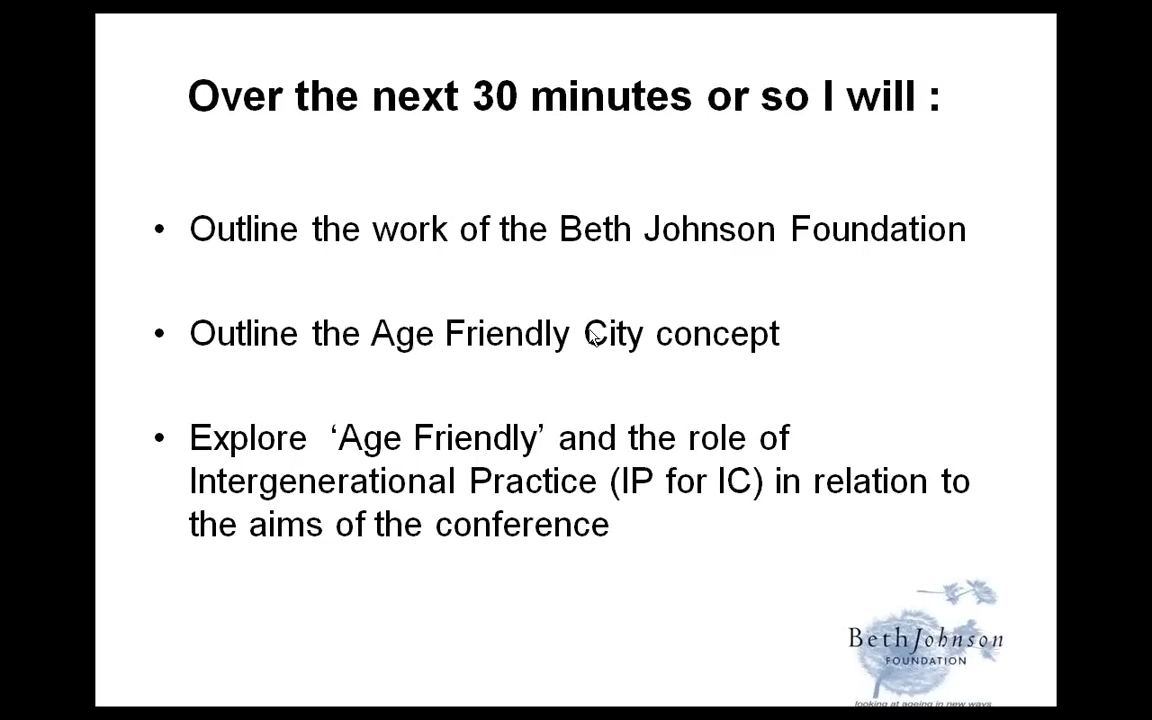 Over the next 30 minutes or so I will :
• Outline the work of the Beth Johnson Foundation
• Outline the Age Friendly City concept
• Explore ‘Age Friendly’ and the role of
Intergenerational Practice (IP for IC) in relation to
the aims of the conference
Beth Johnson
FOUNDATION
looking at ageing in new ways